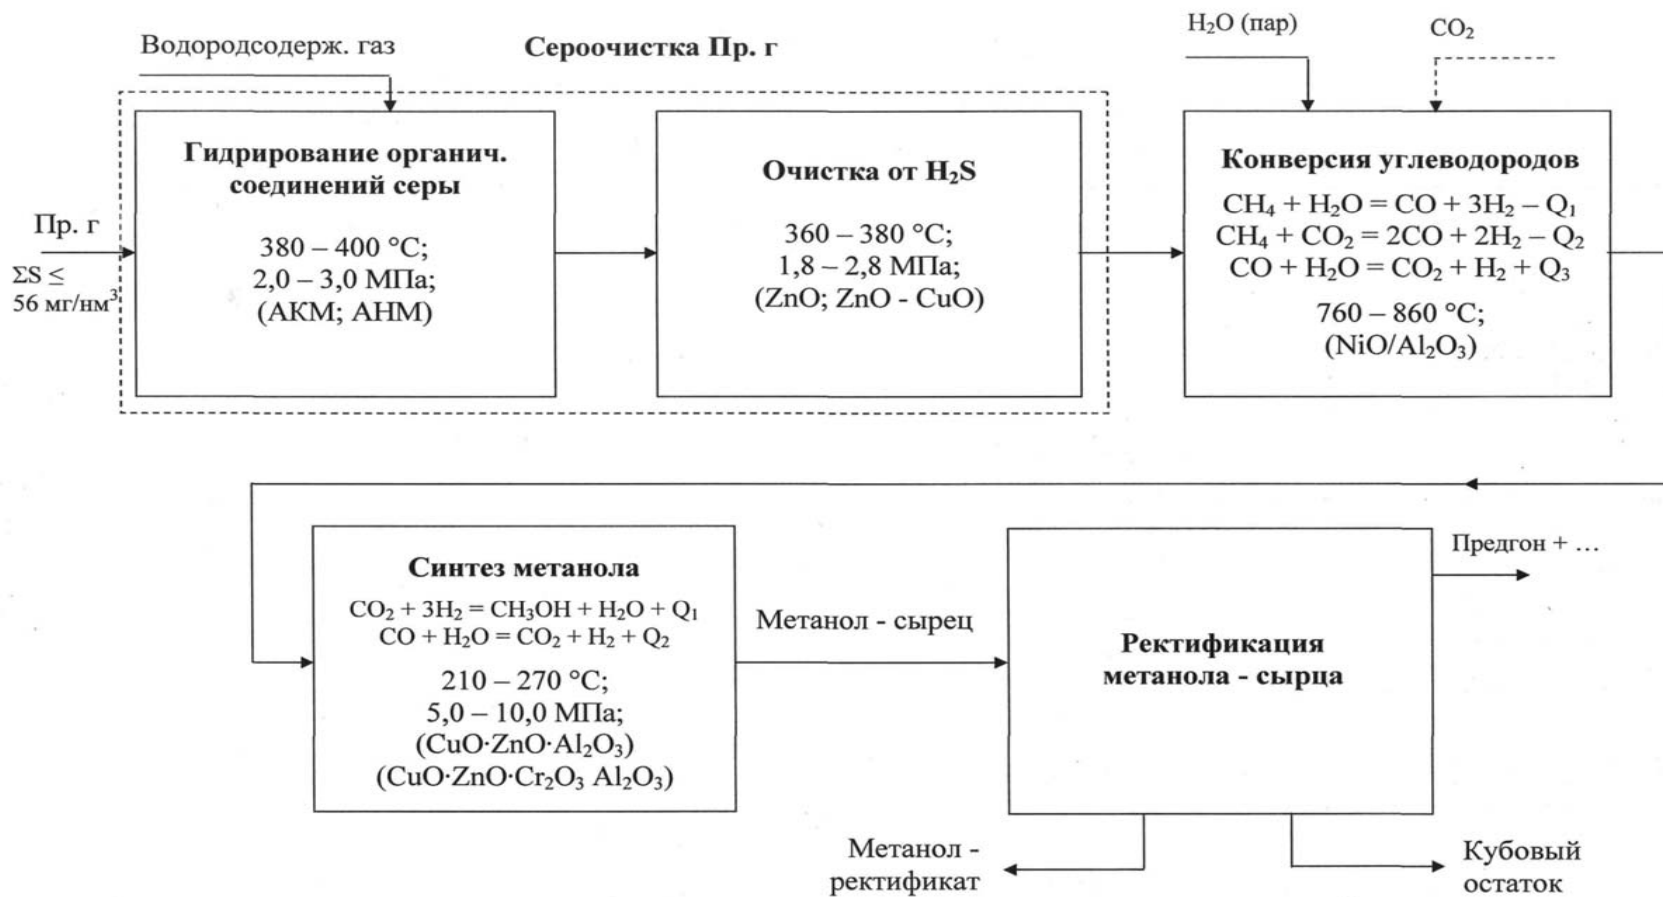 Водородсодерж. газ
Сероочистка Пр. г
H₂O (пар)
CO₂
Пр. г
ΣS ≤
56 мг/нм³
Гидрирование органич.
соединений серы
380 – 400 °C;
2,0 – 3,0 МПа;
(АКМ; АНМ)
Очистка от H₂S
360 – 380 °C;
1,8 – 2,8 МПа;
(ZnO; ZnO - CuO)
Конверсия углеводородов
CH₄ + H₂O = CO + 3H₂ – Q₁
CH₄ + CO₂ = 2CO + 2H₂ – Q₂
CO + H₂O = CO₂ + H₂ + Q₃
760 – 860 °C;
(NiO/Al₂O₃)
Синтез метанола
CO₂ + 3H₂ = CH₃OH + H₂O + Q₁
CO + H₂O = CO₂ + H₂ + Q₂
210 – 270 °C;
5,0 – 10,0 МПа;
(CuO·ZnO·Al₂O₃)
(CuO·ZnO·Cr₂O₃ Al₂O₃)
Метанол - сырец
Ректификация
метанола - сырца
Предгон + ...
Метанол -
ректификат
Кубовый
остаток